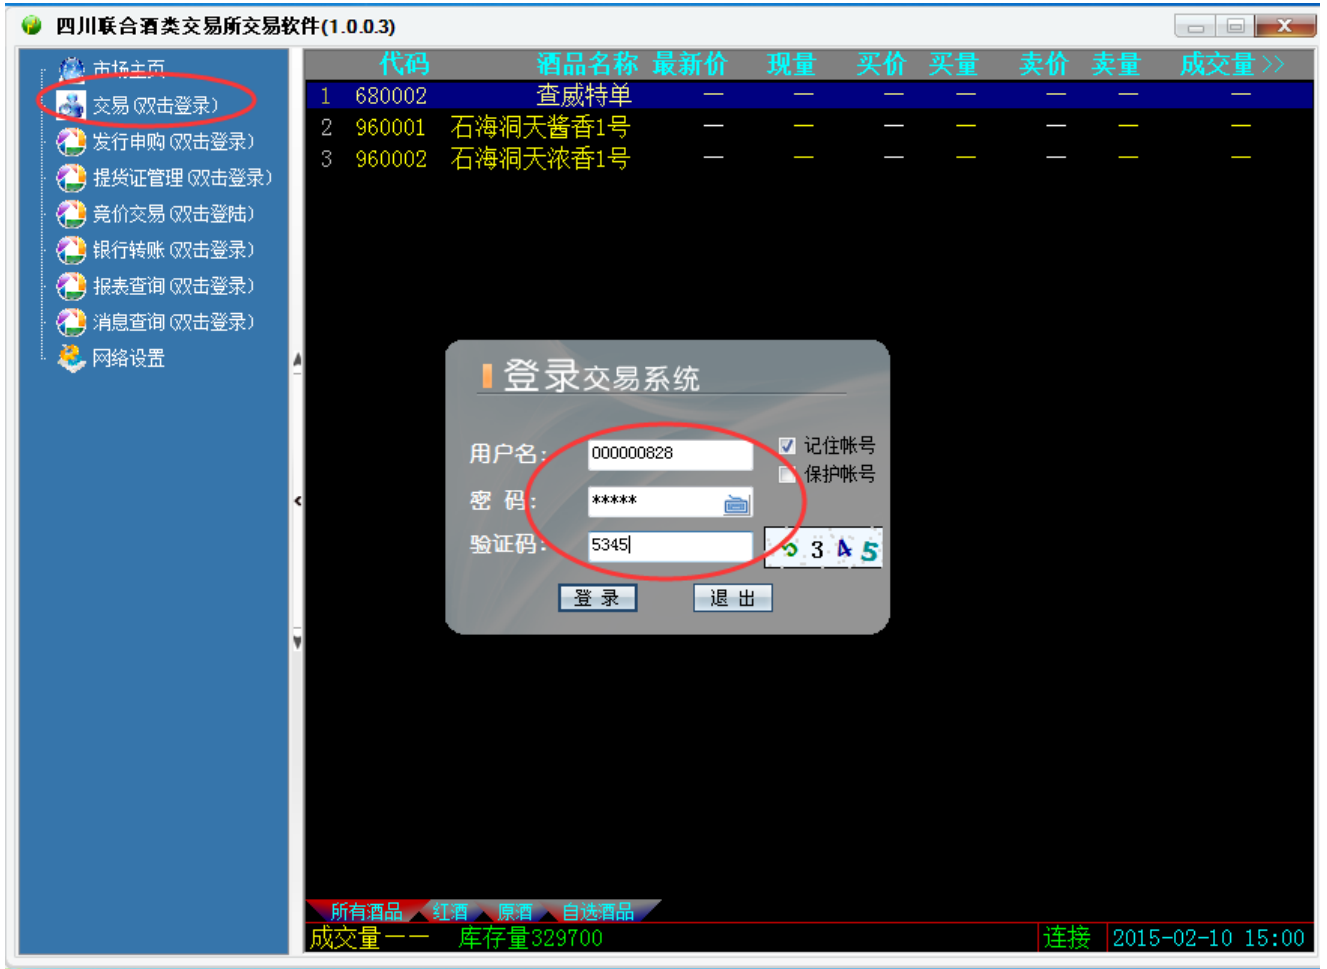 四川联合酒类交易所交易软件(1.0.0.3)
市场主页
交易(双击登录)
发行申购(双击登录)
提货证管理(双击登录)
竞价交易(双击登陆)
银行转账(双击登录)
报表查询(双击登录)
消息查询(双击登录)
网络设置
代码 酒品名称 最新价 现量 买价 买量 卖价 卖量 成交量>>
1 680002 查威特单 — — — — — — —
2 960001 石海洞天酱香1号 — — — — — — —
3 960002 石海洞天浓香1号 — — — — — — —
登录交易系统
用户名: 000000828 记住帐号
保护帐号
密 码: *****
验证码: 5345 5345
登 录 退 出
所有酒品 红酒 原酒 自选酒品
成交量—— 库存量329700 连接 2015-02-10 15:00